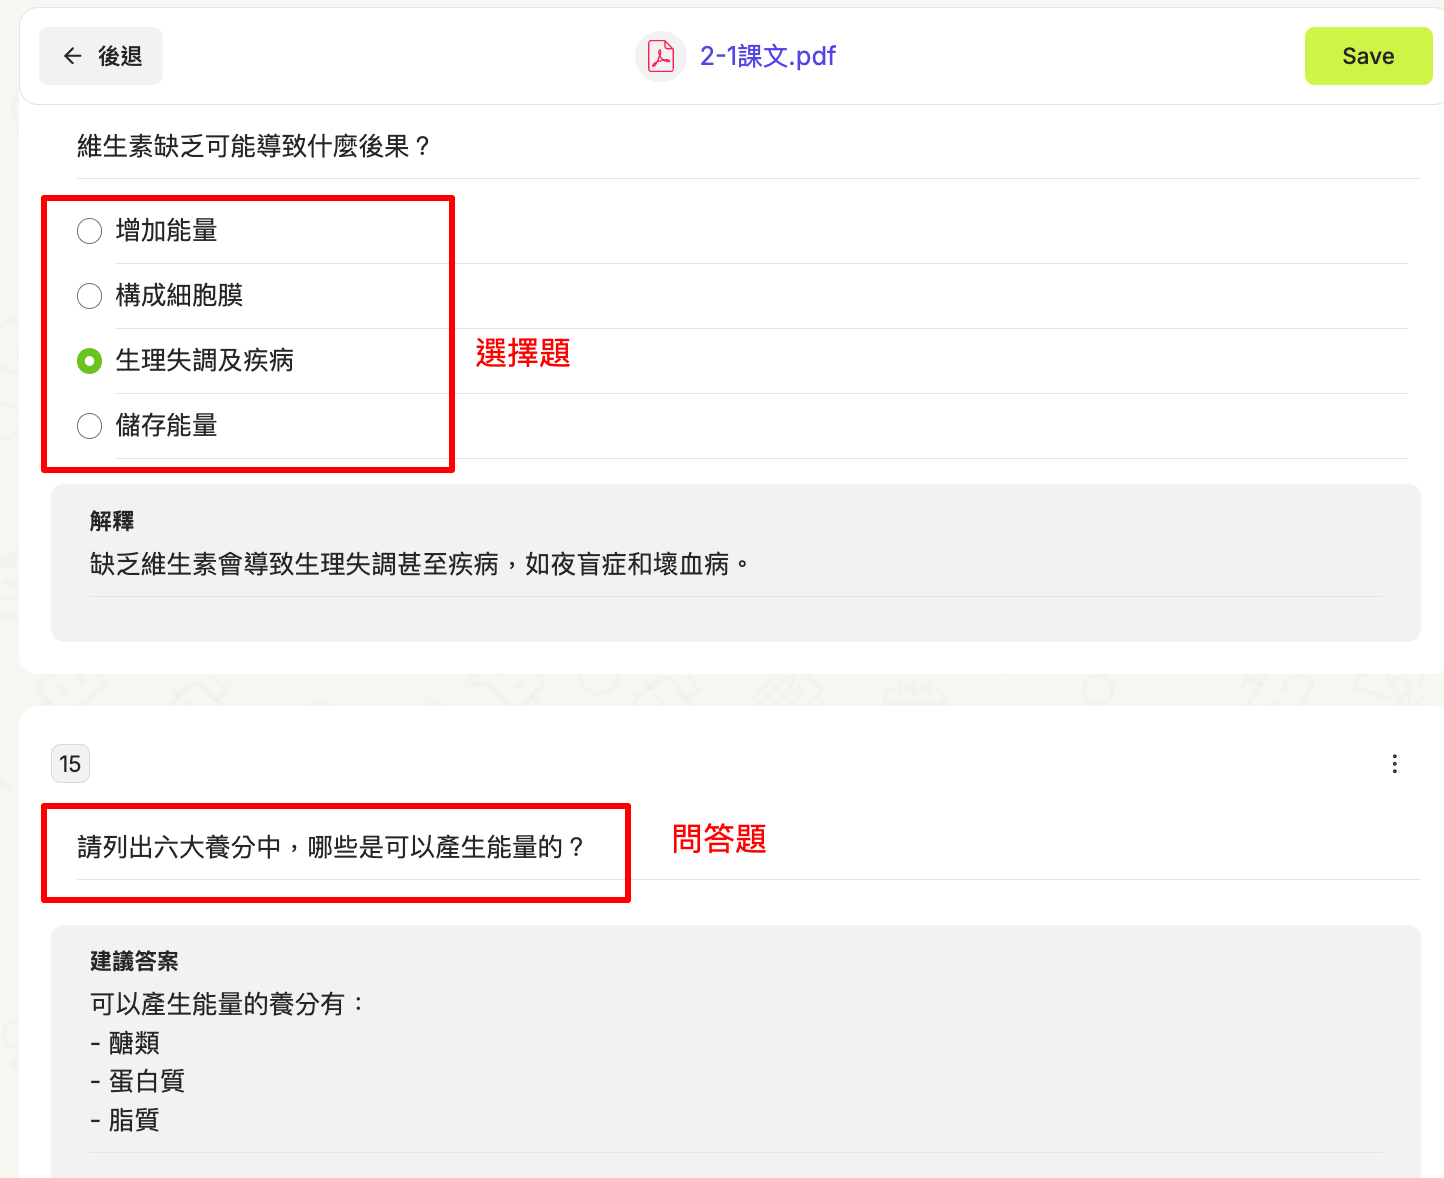 後退
2-1課文.pdf
Save
維生素缺乏可能導致什麼後果？
增加能量
構成細胞膜
生理失調及疾病
選擇題
儲存能量
解釋
缺乏維生素會導致生理失調甚至疾病，如夜盲症和壞血病。
15
請列出六大養分中，哪些是可以產生能量的？
問答題
建議答案
可以產生能量的養分有：
- 醣類
- 蛋白質
- 脂質